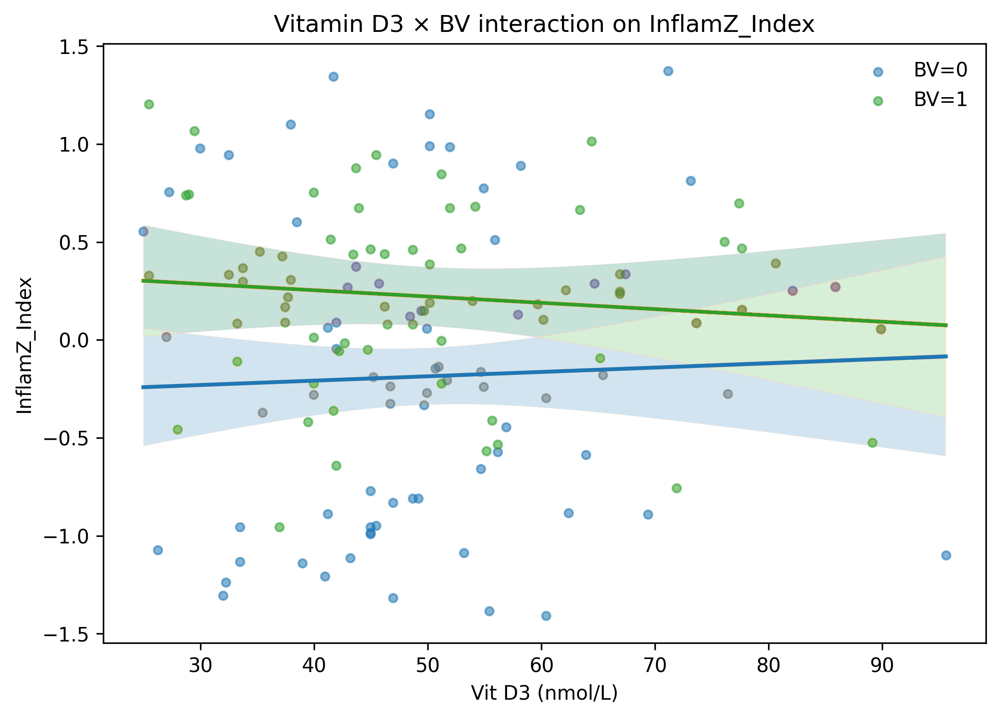 Vitamin D3 × BV interaction on InflamZ_Index
BV=0
BV=1
1.5
1.0
0.5
0.0
−0.5
−1.0
−1.5
InflamZ_Index
30 40 50 60 70 80 90
Vit D3 (nmol/L)